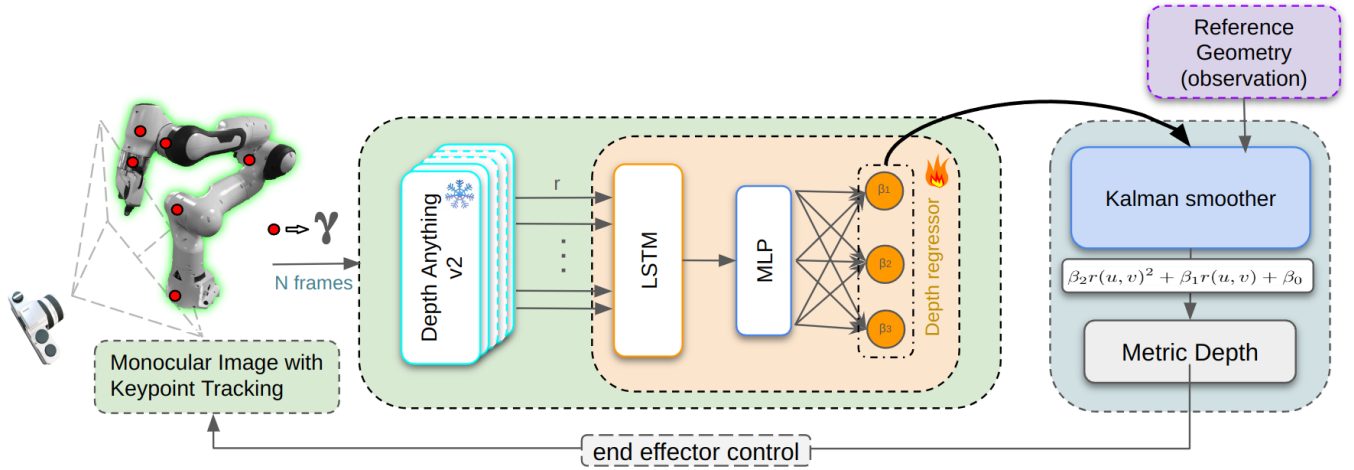 Reference
Geometry
(observation)
γ
N frames
Depth Anything
v2
r
LSTM
MLP
β₁
β₂
β₃
Depth regressor
Kalman smoother
β₂r(u, v)² + β₁r(u, v) + β₀
Metric Depth
Monocular Image with
Keypoint Tracking
end effector control